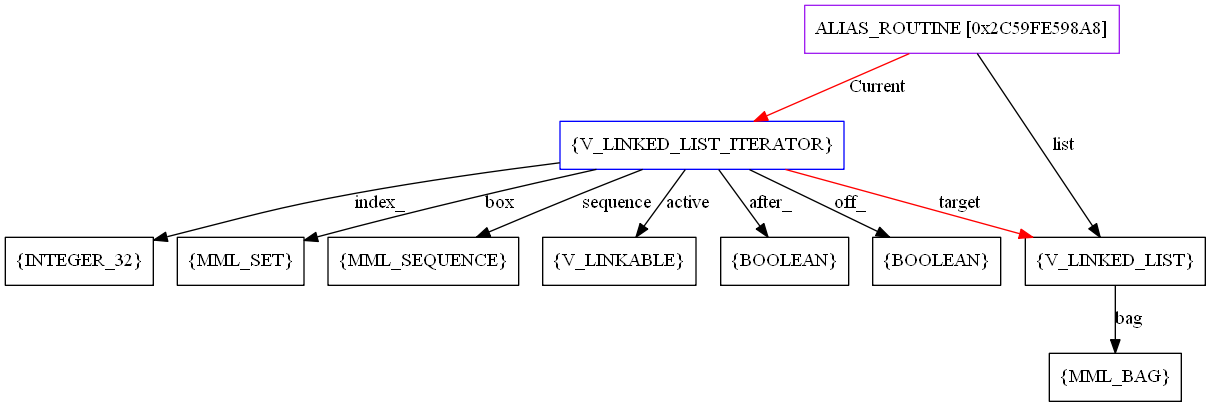 ALIAS_ROUTINE [0x2C59FE598A8]
Current
{V_LINKED_LIST_ITERATOR}
list
index_
box
sequence
active
after_
off_
target
{INTEGER_32}
{MML_SET}
{MML_SEQUENCE}
{V_LINKABLE}
{BOOLEAN}
{BOOLEAN}
{V_LINKED_LIST}
bag
{MML_BAG}